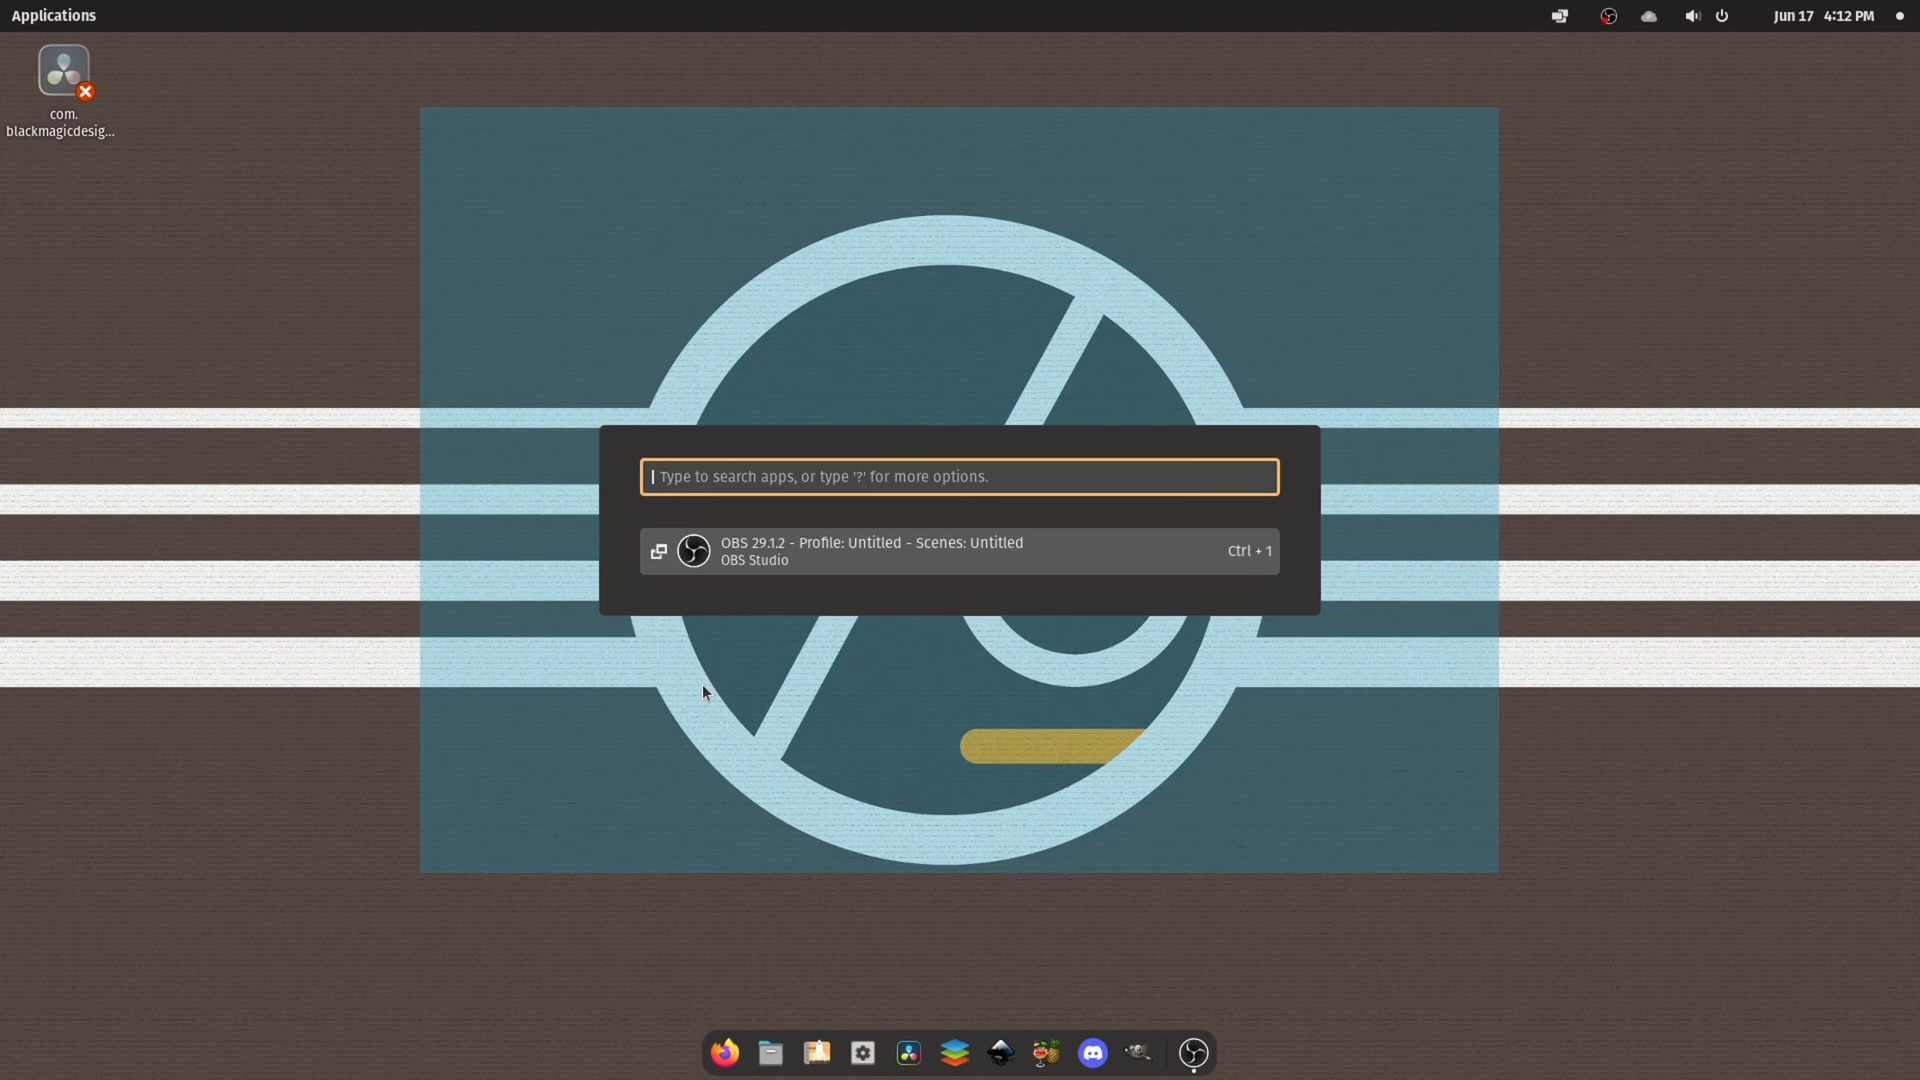 Applications
Jun 17 4:12 PM
com.
blackmagicdesig...
Type to search apps, or type '?' for more options.
OBS 29.1.2 - Profile: Untitled - Scenes: Untitled
OBS Studio
Ctrl + 1